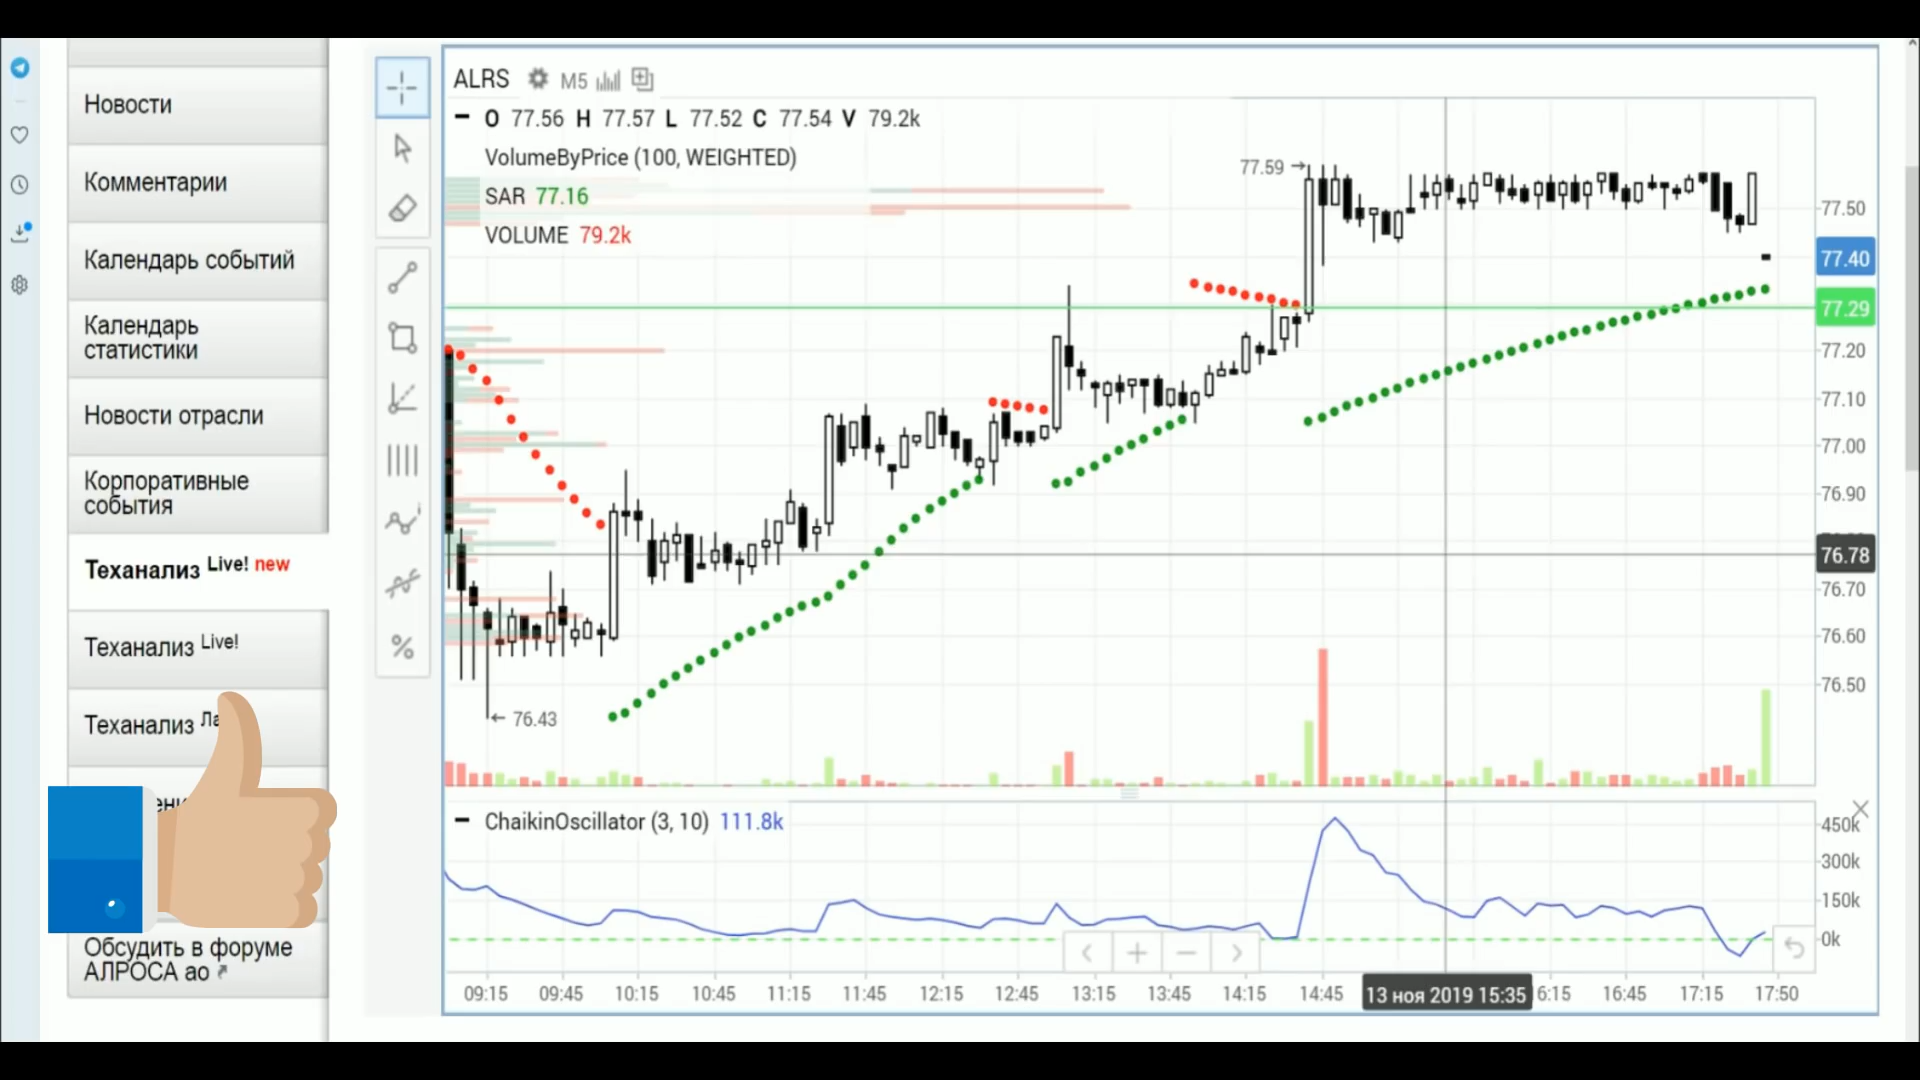 Новости
Комментарии
Календарь событий
Календарь
статистики
Новости отрасли
Корпоративные
события
Теханализ Live! new
Теханализ Live!
Теханализ
Обсудить в форуме
АЛРОСА ао
ALRS M5
O 77.56 H 77.57 L 77.52 C 77.54 V 79.2k
VolumeByPrice (100, WEIGHTED)
SAR 77.16
VOLUME 79.2k
77.59
76.43
77.50
77.40
77.29
77.20
77.10
77.00
76.90
76.78
76.70
76.60
76.50
ChaikinOscillator (3, 10) 111.8k
450k
300k
150k
0k
09:15 09:45 10:15 10:45 11:15 11:45 12:15 12:45 13:15 13:45 14:15 14:45 13 ноя 2019 15:35 6:15 16:45 17:15 17:50